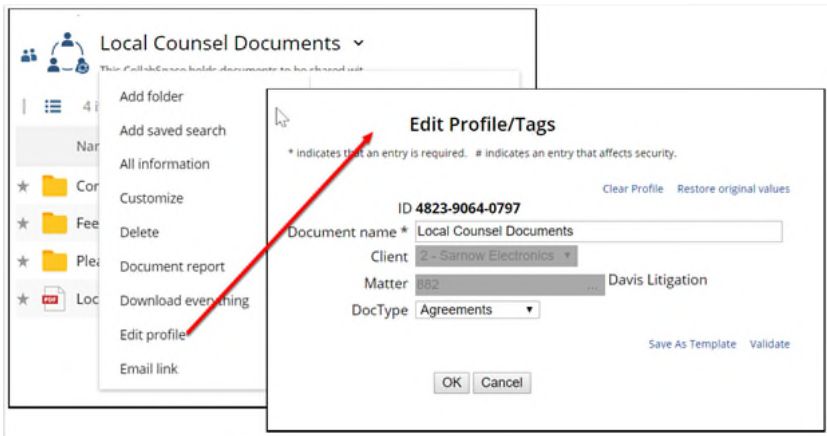 Local Counsel Documents
This CollabSpace holds documents to be shared wit
4 i
Add folder
Add saved search
Nar
All information
Cor
Customize
Fee
Delete
Plea
Document report
Loc
Download everything
Edit profile
Email link
PDF
Edit Profile/Tags
* indicates that an entry is required. # indicates an entry that affects security.
Clear Profile Restore original values
ID 4823-9064-0797
Document name * Local Counsel Documents
Client 2 - Sarnow Electronics
Matter 882 ... Davis Litigation
DocType Agreements
Save As Template Validate
OK Cancel